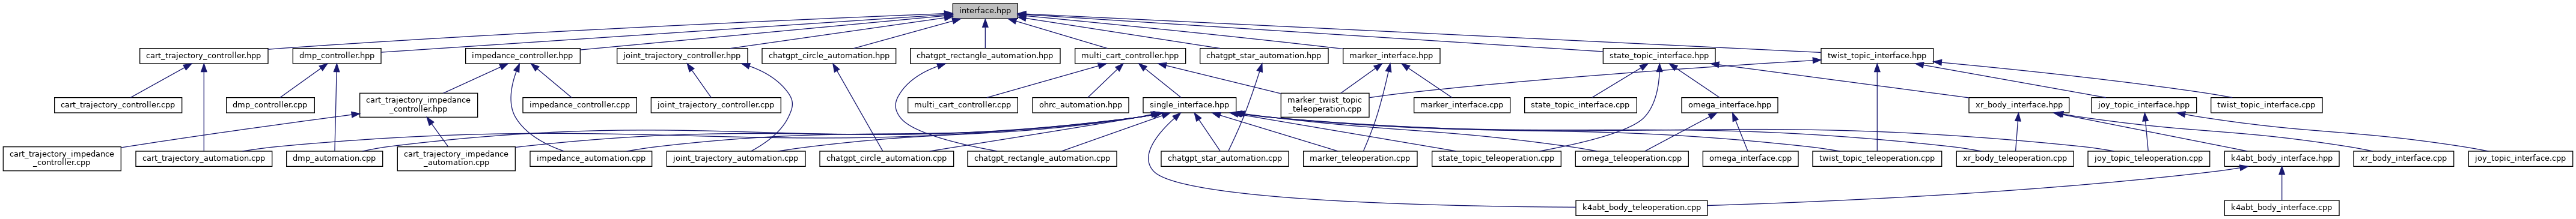 interface.hpp
cart_trajectory_controller.hpp
dmp_controller.hpp
impedance_controller.hpp
joint_trajectory_controller.hpp
chatgpt_circle_automation.hpp
chatgpt_rectangle_automation.hpp
multi_cart_controller.hpp
chatgpt_star_automation.hpp
marker_interface.hpp
state_topic_interface.hpp
twist_topic_interface.hpp
cart_trajectory_controller.cpp
dmp_controller.cpp
cart_trajectory_impedance
_controller.hpp
impedance_controller.cpp
joint_trajectory_controller.cpp
multi_cart_controller.cpp
ohrc_automation.hpp
single_interface.hpp
marker_twist_topic
_teleoperation.cpp
marker_interface.cpp
state_topic_interface.cpp
omega_interface.hpp
xr_body_interface.hpp
joy_topic_interface.hpp
twist_topic_interface.cpp
cart_trajectory_impedance
_controller.cpp
cart_trajectory_automation.cpp
dmp_automation.cpp
cart_trajectory_impedance
_automation.cpp
impedance_automation.cpp
joint_trajectory_automation.cpp
chatgpt_circle_automation.cpp
chatgpt_rectangle_automation.cpp
chatgpt_star_automation.cpp
marker_teleoperation.cpp
state_topic_teleoperation.cpp
omega_teleoperation.cpp
omega_interface.cpp
twist_topic_teleoperation.cpp
xr_body_teleoperation.cpp
joy_topic_teleoperation.cpp
k4abt_body_interface.hpp
xr_body_interface.cpp
joy_topic_interface.cpp
k4abt_body_teleoperation.cpp
k4abt_body_interface.cpp